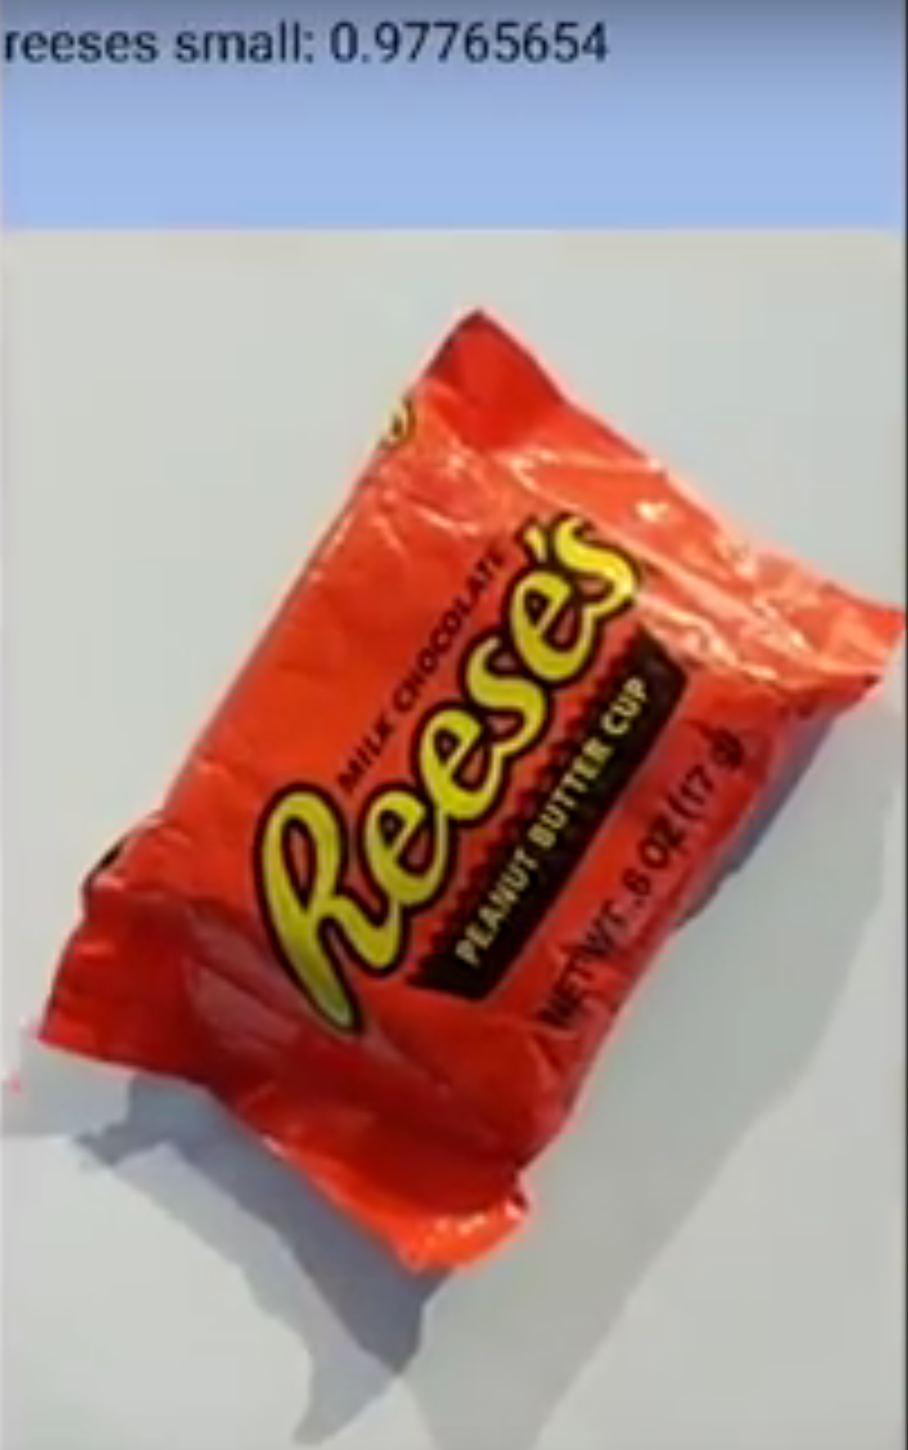 reeses small: 0.97765654
MILK CHOCOLATE
Reese's
PEANUT BUTTER CUP
NET WT .6 OZ (17 g)